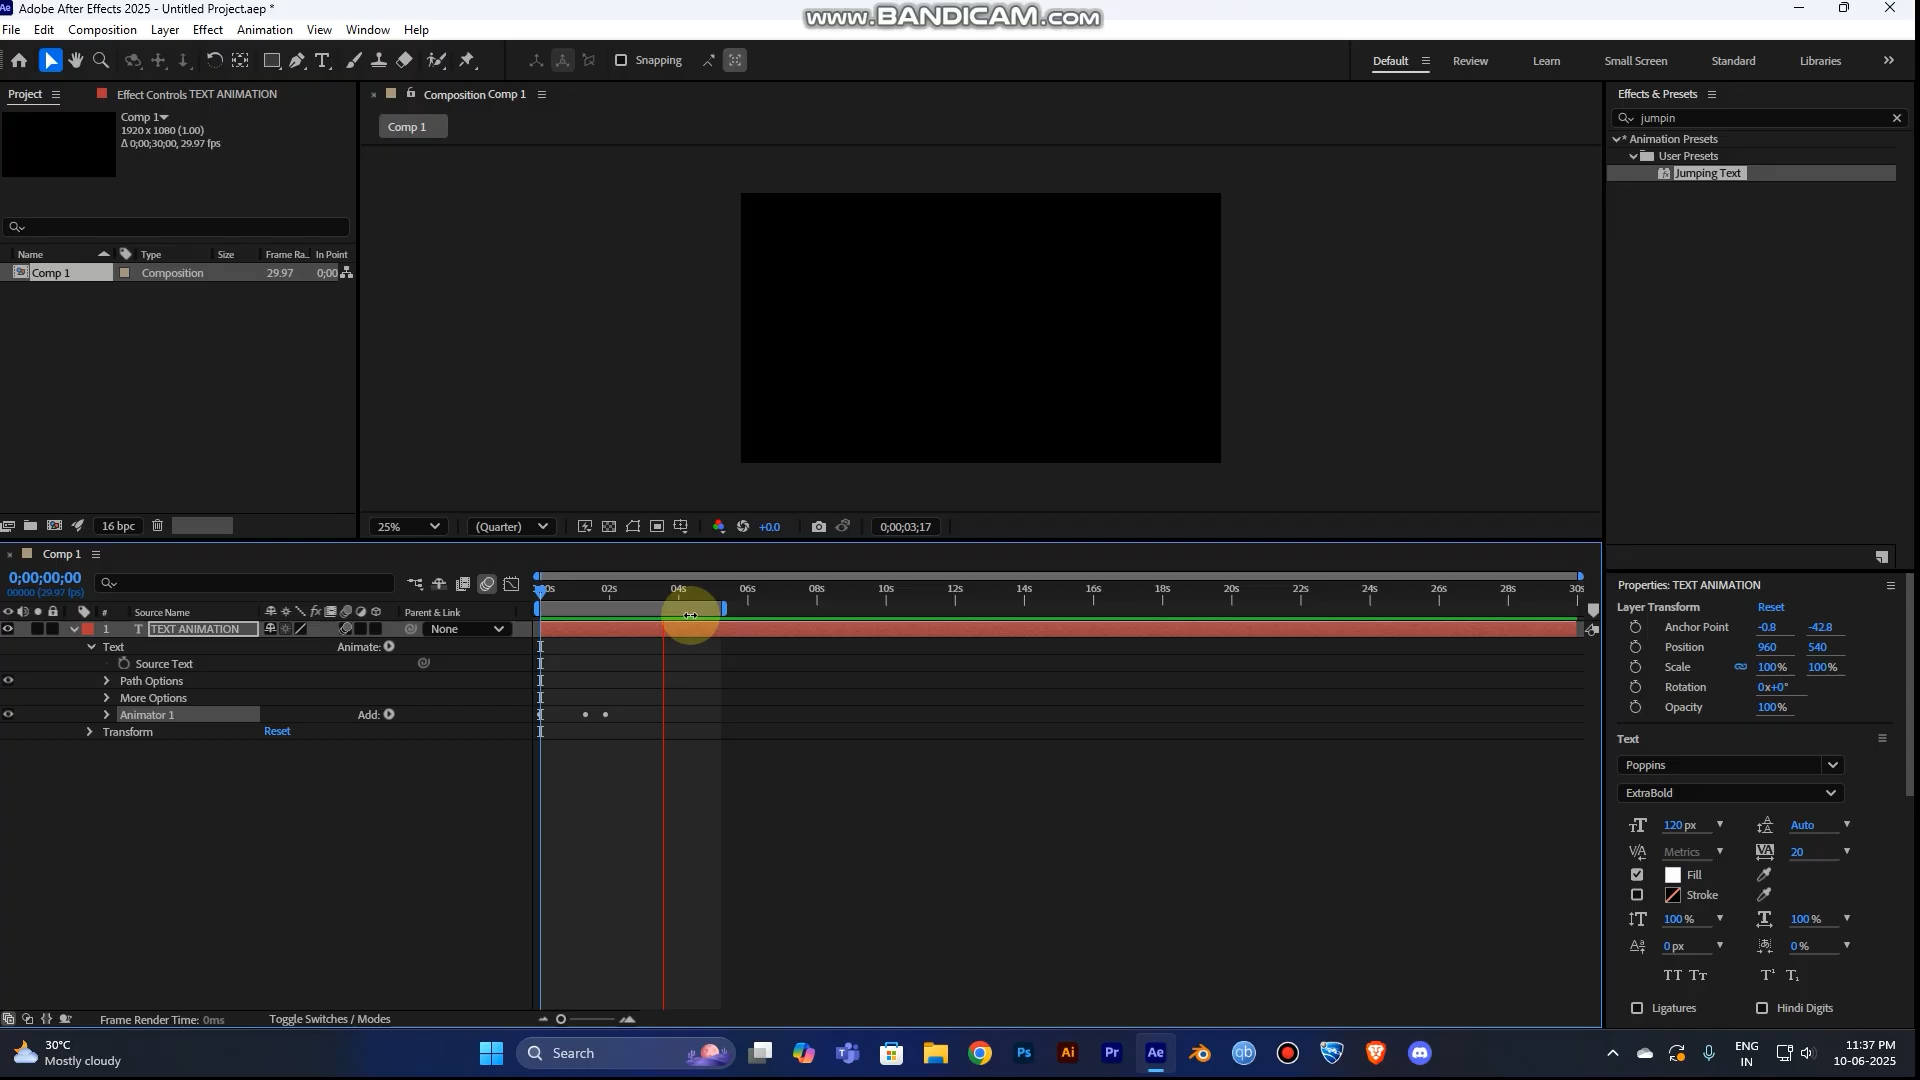 Adobe After Effects 2025 - Untitled Project.aep *
www.BANDICAM.com
File Edit Composition Layer Effect Animation View Window Help
Snapping
Default Review Learn Small Screen Standard Libraries
Project
Effect Controls TEXT ANIMATION
Composition Comp 1
Effects & Presets
Comp 1
1920 x 1080 (1.00)
Δ 0;00;30;00, 29.97 fps
Comp 1
jumpin
* Animation Presets
User Presets
Jumping Text
Name Type Size Frame Ra... In Point
Comp 1 Composition 29.97 0;00
16 bpc
25% (Quarter) +0.0 0;00;03;17
Comp 1
0;00;00;00
00000 (29.97 fps)
02s 04s 06s 08s 10s 12s 14s 16s 18s 20s 22s 24s 26s 28s 30s
# Source Name Parent & Link
1 T TEXT ANIMATION None
Text Animate:
Source Text
Path Options
More Options
Animator 1 Add:
Transform Reset
Properties: TEXT ANIMATION
Layer Transform Reset
Anchor Point -0.8 -42.8
Position 960 540
Scale 100% 100%
Rotation 0x+0°
Opacity 100%
Text
Poppins
ExtraBold
120 px Auto
Metrics 20
Fill
Stroke
100 % 100 %
0 px 0 %
TT Tт T¹ T₁
Ligatures Hindi Digits
Frame Render Time: 0ms Toggle Switches / Modes
30°C
Mostly cloudy
Search
ENG
IN
11:37 PM
10-06-2025